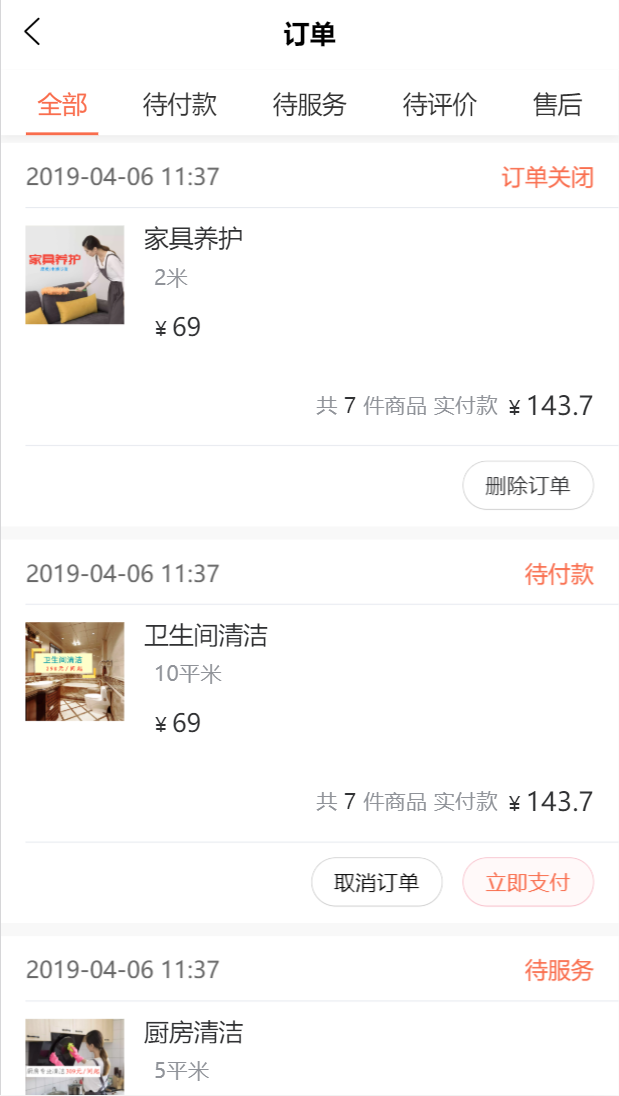 订单
全部 待付款 待服务 待评价 售后
2019-04-06 11:37 订单关闭
家具养护
家具养护
2米
¥ 69
共 7 件商品 实付款 ¥ 143.7
删除订单
2019-04-06 11:37 待付款
卫生间清洁
卫生间清洁
10平米
¥ 69
共 7 件商品 实付款 ¥ 143.7
取消订单 立即支付
2019-04-06 11:37 待服务
厨房清洁
5平米